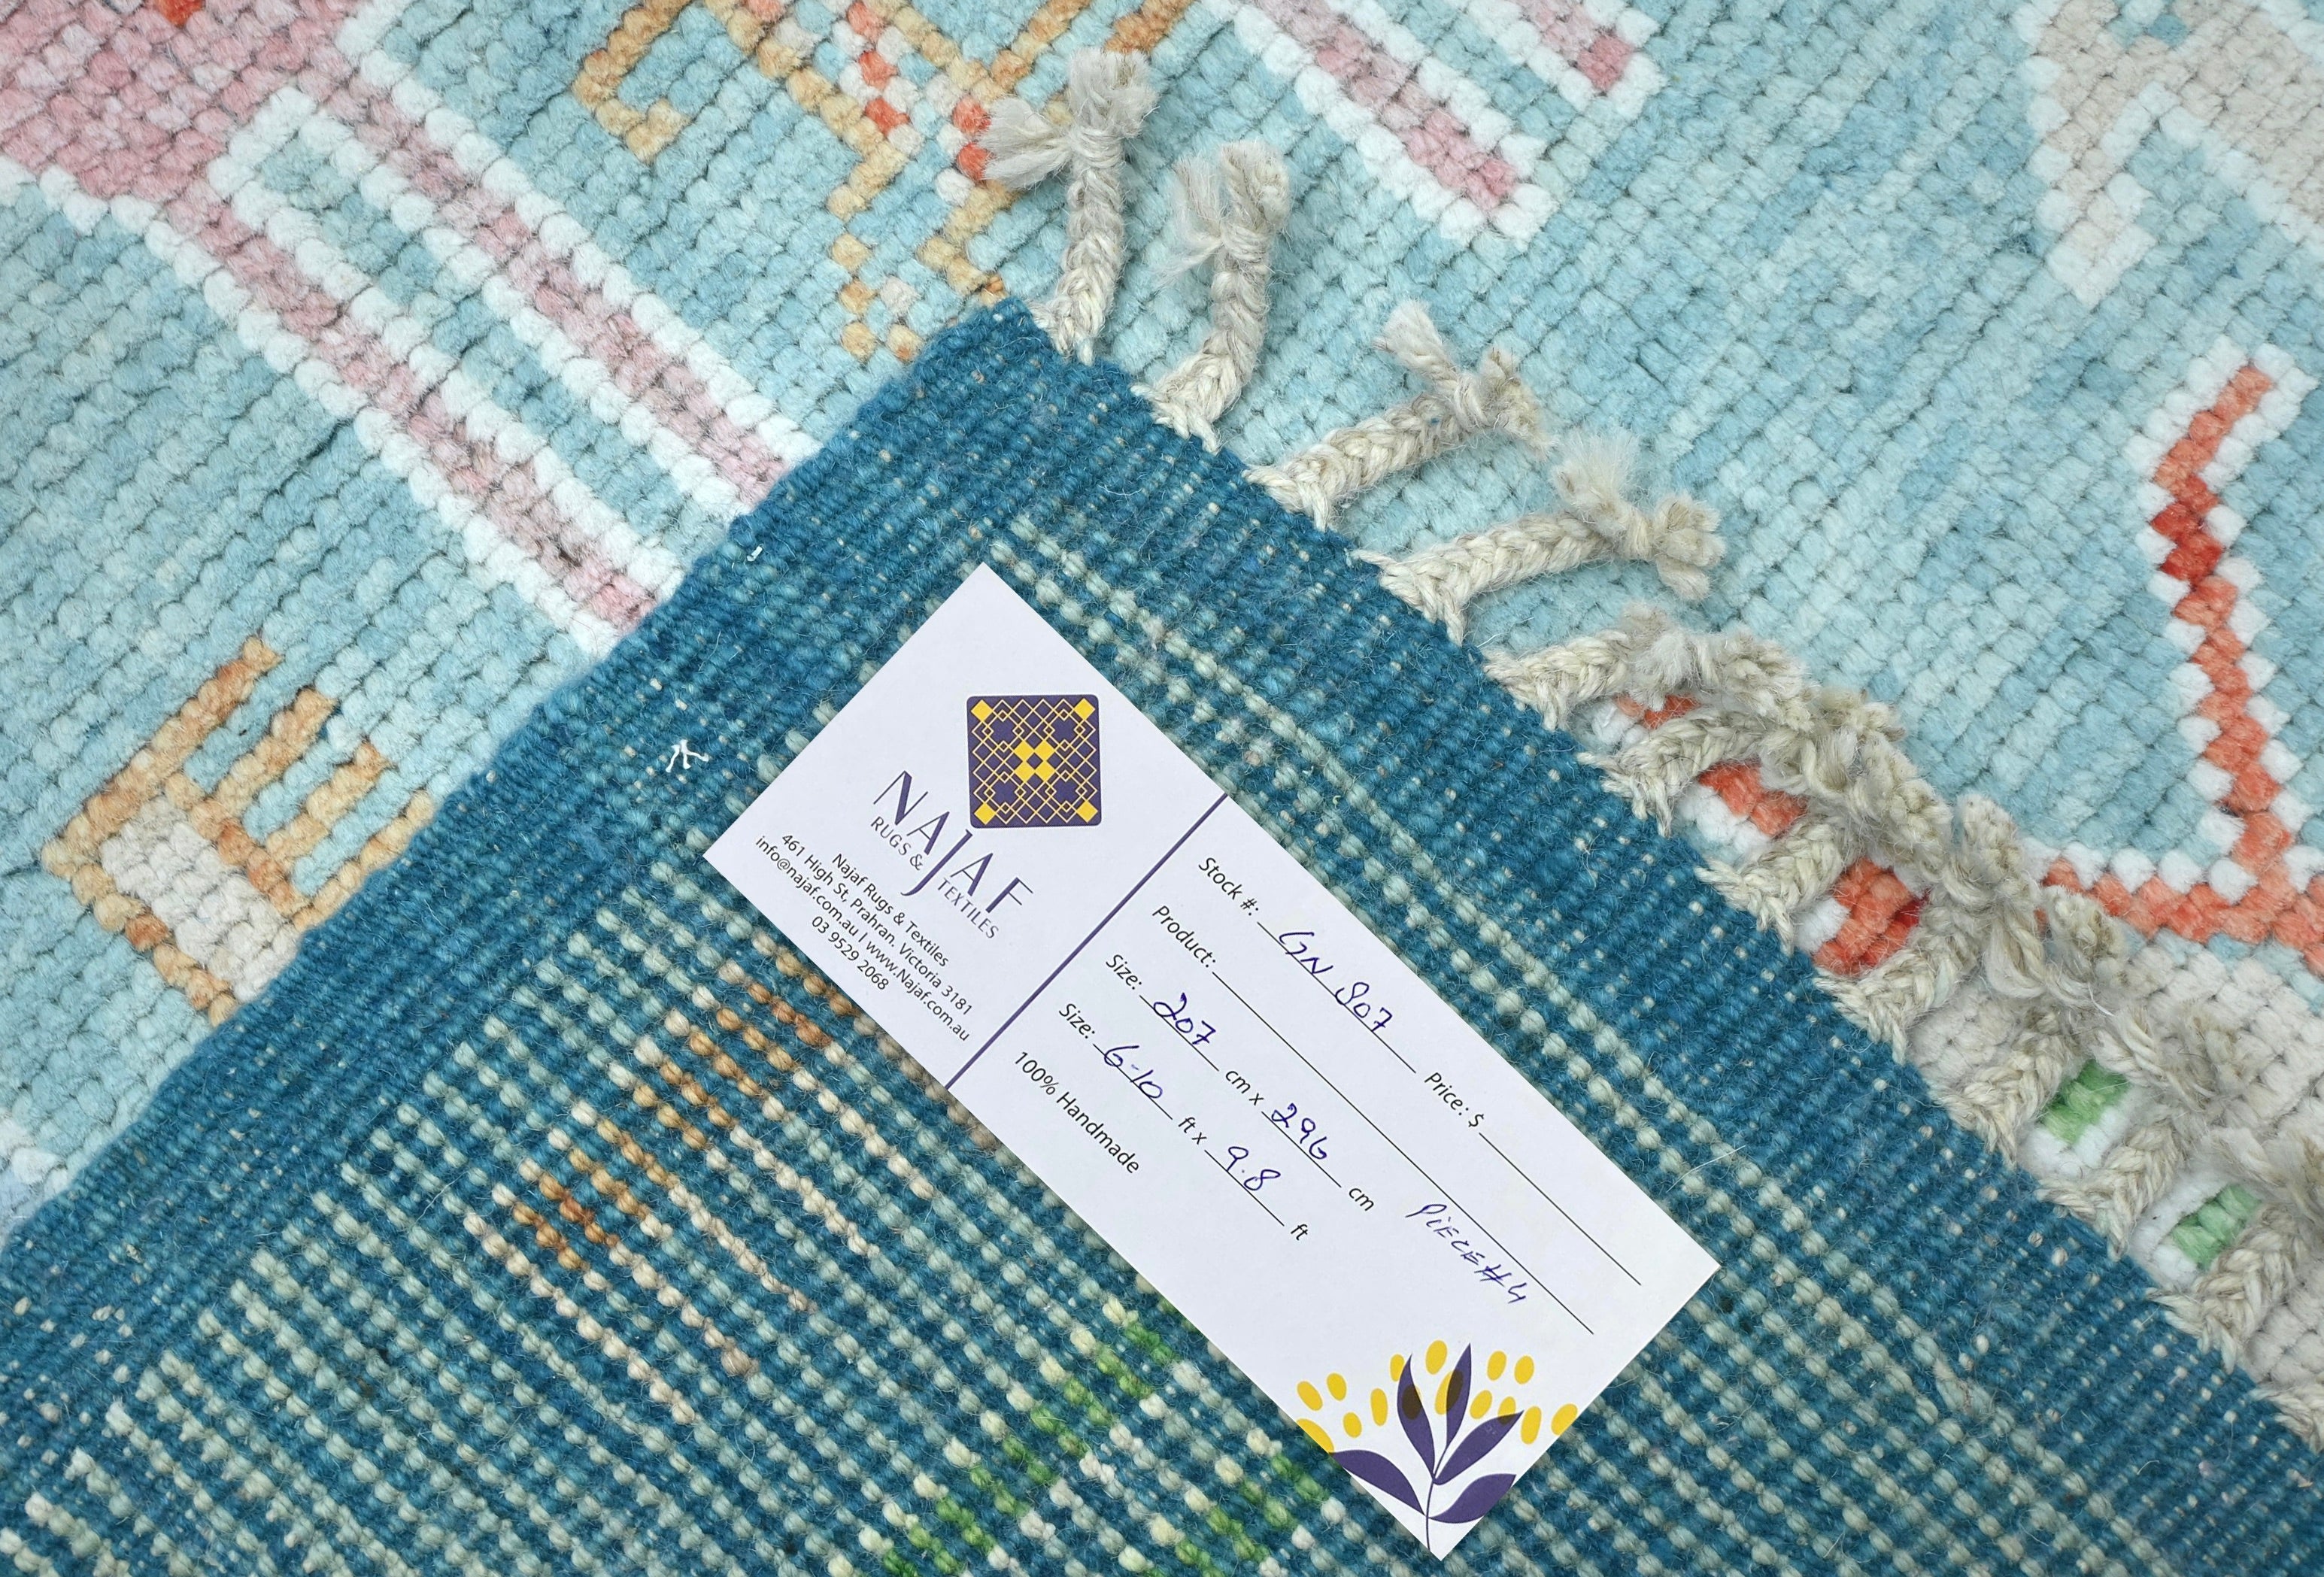 NAJAF
RUGS & TEXTILES
Najaf Rugs & Textiles
461 High St, Prahran. Victoria 3181
info@najaf.com.au | www.Najaf.com.au
03 9529 2068
Stock #: GN 807 Price: $
Product:
Size: 207 cm x 296 cm PiECE#4
Size: 6-10 ft x 9.8 ft
100% Handmade